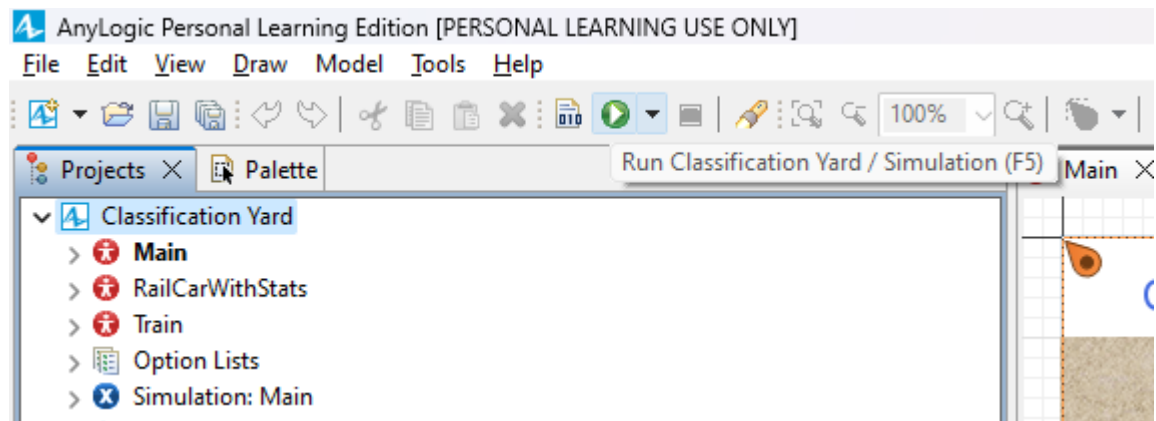 AnyLogic Personal Learning Edition [PERSONAL LEARNING USE ONLY]
File Edit View Draw Model Tools Help
010 100%
Projects Palette Run Classification Yard / Simulation (F5) Main
Classification Yard
Main
RailCarWithStats
Train
Option Lists
Simulation: Main